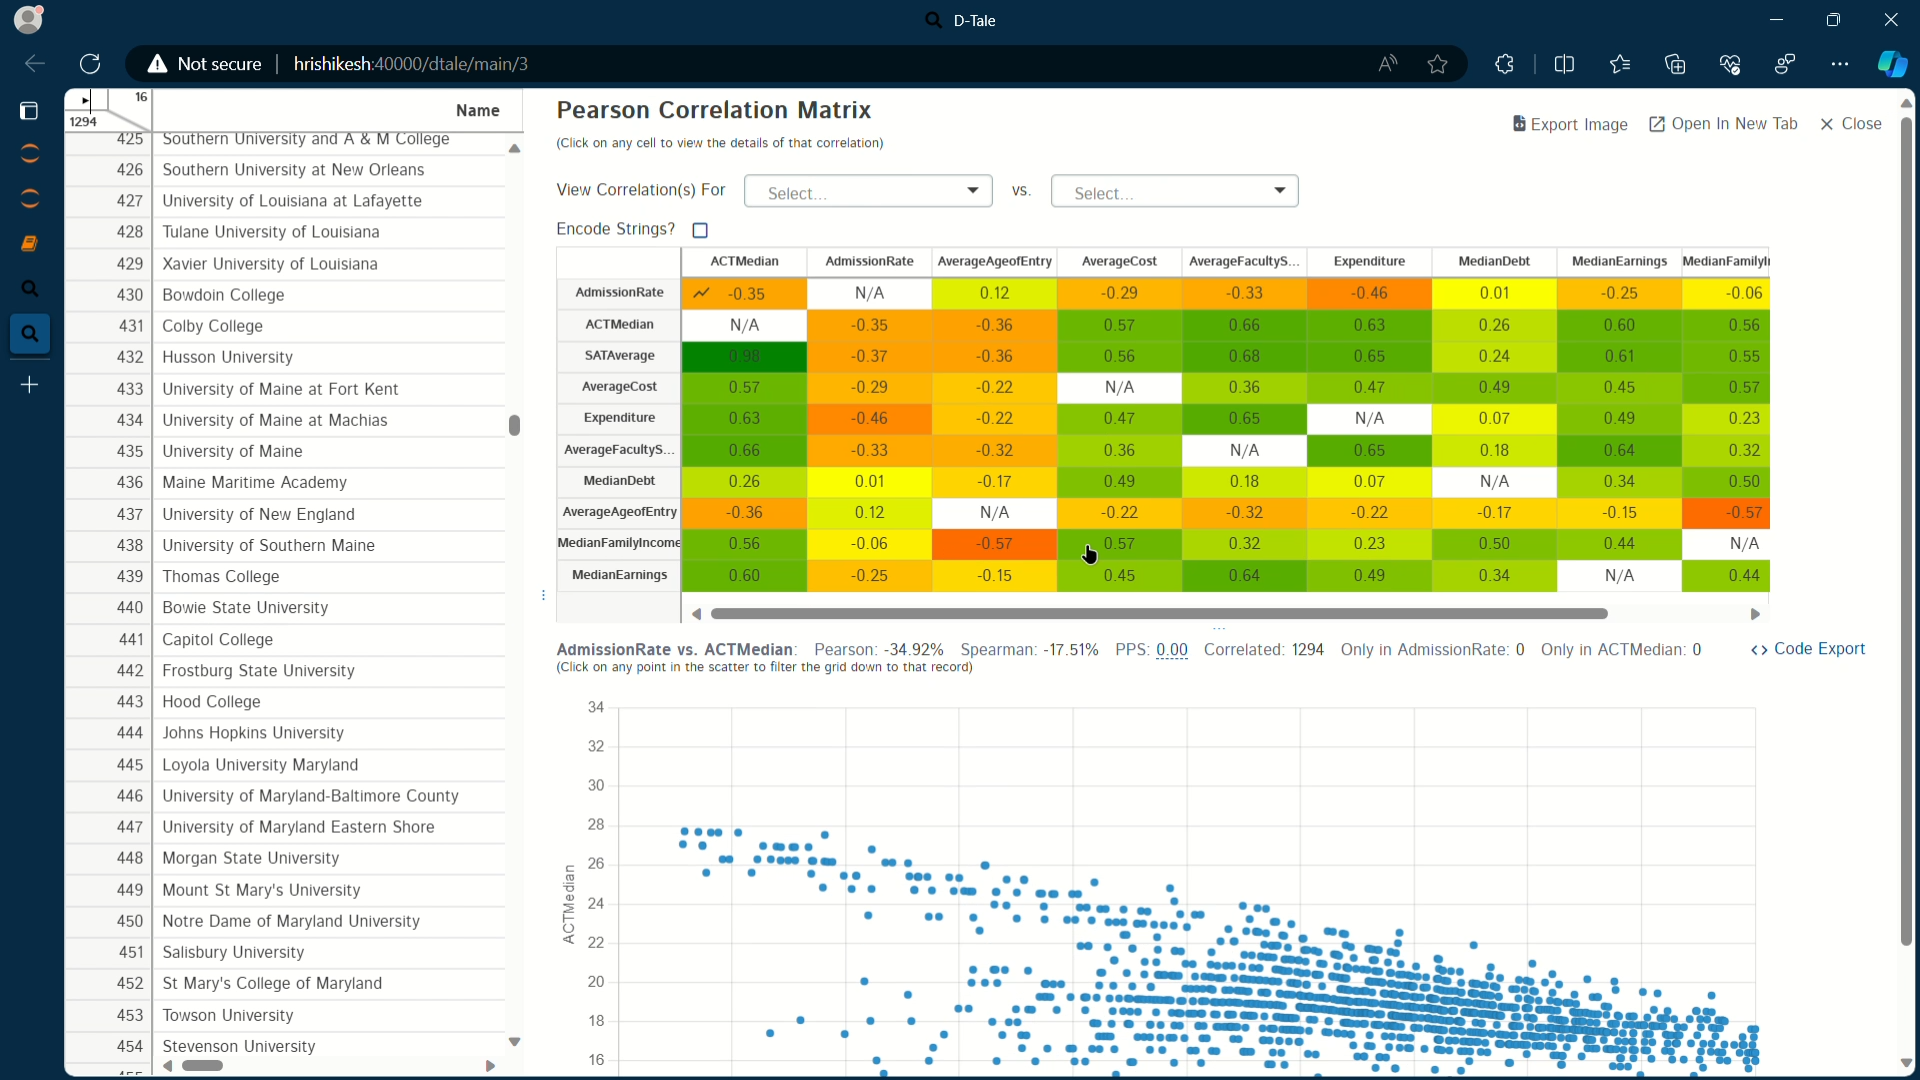 D-Tale
Not secure hrishikesh:40000/dtale/main/3
16
1294
Name
425 Southern University and A & M College
426 Southern University at New Orleans
427 University of Louisiana at Lafayette
428 Tulane University of Louisiana
429 Xavier University of Louisiana
430 Bowdoin College
431 Colby College
432 Husson University
433 University of Maine at Fort Kent
434 University of Maine at Machias
435 University of Maine
436 Maine Maritime Academy
437 University of New England
438 University of Southern Maine
439 Thomas College
440 Bowie State University
441 Capitol College
442 Frostburg State University
443 Hood College
444 Johns Hopkins University
445 Loyola University Maryland
446 University of Maryland-Baltimore County
447 University of Maryland Eastern Shore
448 Morgan State University
449 Mount St Mary's University
450 Notre Dame of Maryland University
451 Salisbury University
452 St Mary's College of Maryland
453 Towson University
454 Stevenson University
Pearson Correlation Matrix
(Click on any cell to view the details of that correlation)
Export Image Open In New Tab Close
View Correlation(s) For Select... vs. Select...
Encode Strings?
ACTMedian AdmissionRate AverageAgeofEntry AverageCost AverageFacultyS... Expenditure MedianDebt MedianEarnings MedianFamilyI
AdmissionRate -0.35 N/A 0.12 -0.29 -0.33 -0.46 0.01 -0.25 -0.06
ACTMedian N/A -0.35 -0.36 0.57 0.66 0.63 0.26 0.60 0.56
SATAverage 0.98 -0.37 -0.36 0.56 0.68 0.65 0.24 0.61 0.55
AverageCost 0.57 -0.29 -0.22 N/A 0.36 0.47 0.49 0.45 0.57
Expenditure 0.63 -0.46 -0.22 0.47 0.65 N/A 0.07 0.49 0.23
AverageFacultyS... 0.66 -0.33 -0.32 0.36 N/A 0.65 0.18 0.64 0.32
MedianDebt 0.26 0.01 -0.17 0.49 0.18 0.07 N/A 0.34 0.50
AverageAgeofEntry -0.36 0.12 N/A -0.22 -0.32 -0.22 -0.17 -0.15 -0.57
MedianFamilyIncome 0.56 -0.06 -0.57 0.57 0.32 0.23 0.50 0.44 N/A
MedianEarnings 0.60 -0.25 -0.15 0.45 0.64 0.49 0.34 N/A 0.44
AdmissionRate vs. ACTMedian: Pearson: -34.92% Spearman: -17.51% PPS: 0.00 Correlated: 1294 Only in AdmissionRate: 0 Only in ACTMedian: 0 <> Code Export
(Click on any point in the scatter to filter the grid down to that record)
34
32
30
28
26
24
22
20
18
16
ACTMedian